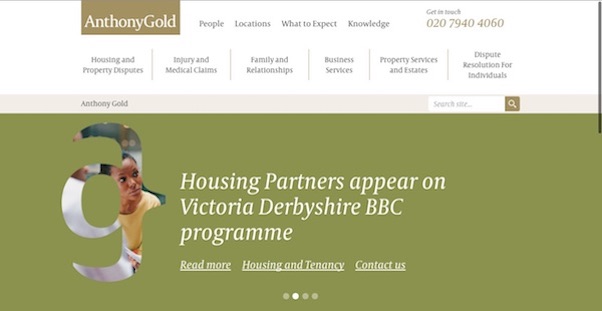 AnthonyGold
People Locations What to Expect Knowledge
Get in touch
020 7940 4060
Housing and
Property Disputes
Injury and
Medical Claims
Family and
Relationships
Business
Services
Property Services
and Estates
Dispute
Resolution For
Individuals
Anthony Gold
Search site...
Housing Partners appear on
Victoria Derbyshire BBC
programme
Read more Housing and Tenancy Contact us